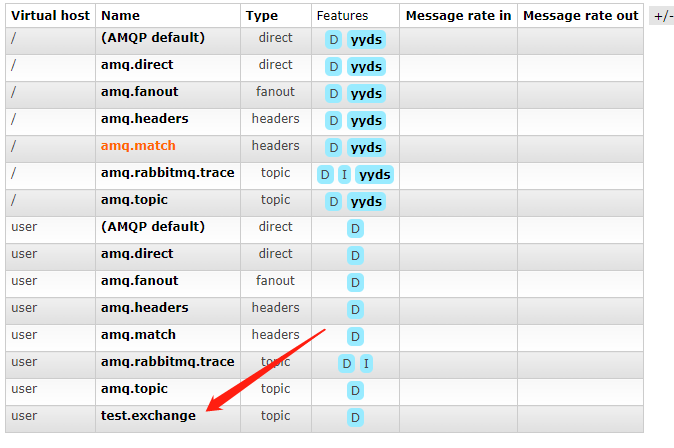 Virtual host Name Type Features Message rate in Message rate out +/-
/ (AMQP default) direct D yyds
/ amq.direct direct D yyds
/ amq.fanout fanout D yyds
/ amq.headers headers D yyds
/ amq.match headers D yyds
/ amq.rabbitmq.trace topic D I yyds
/ amq.topic topic D yyds
user (AMQP default) direct D
user amq.direct direct D
user amq.fanout fanout D
user amq.headers headers D
user amq.match headers D
user amq.rabbitmq.trace topic D I
user amq.topic topic D
user test.exchange topic D